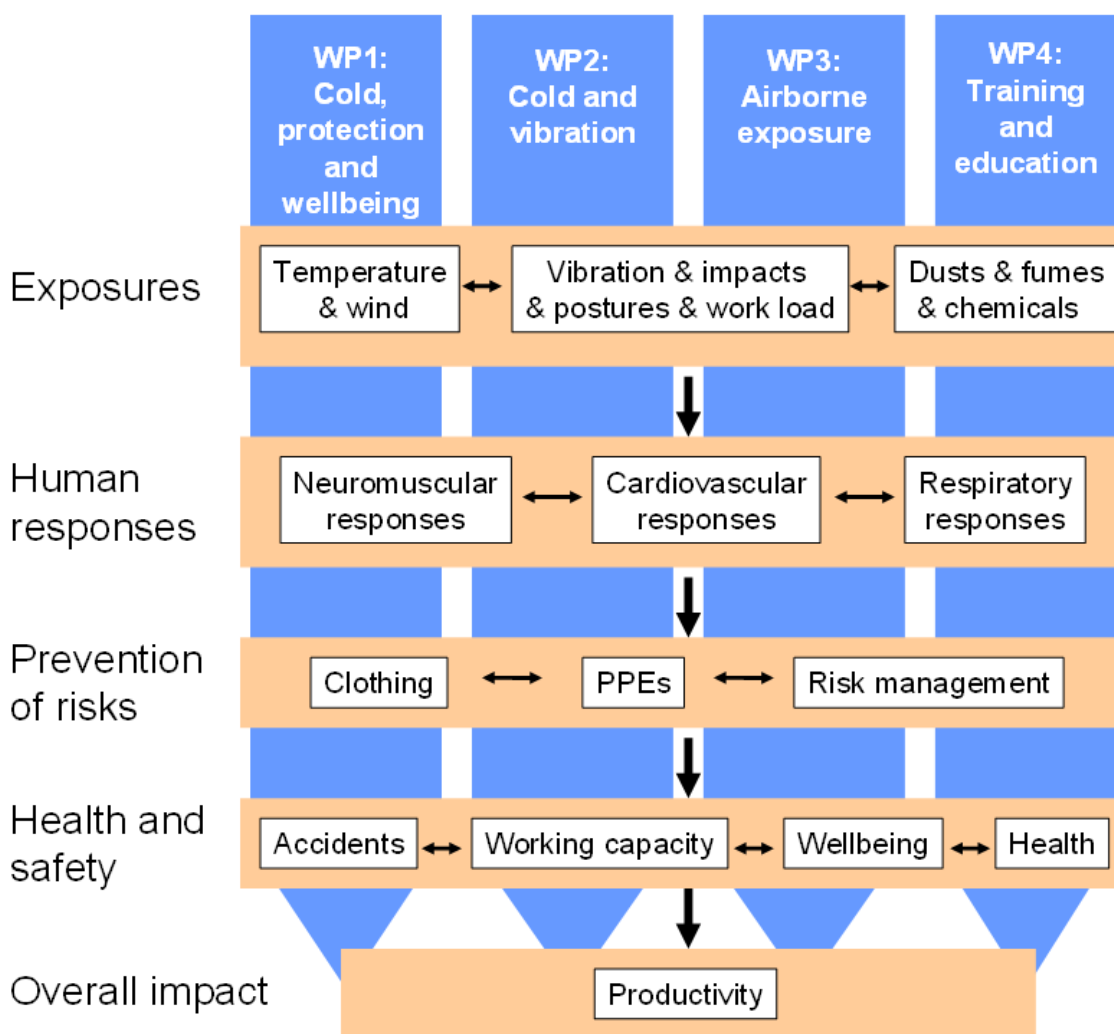 WP1:
Cold,
protection
and
wellbeing
WP2:
Cold and
vibration
WP3:
Airborne
exposure
WP4:
Training
and
education
Exposures
Temperature
& wind
Vibration & impacts
& postures & work load
Dusts & fumes
& chemicals
Human
responses
Neuromuscular
responses
Cardiovascular
responses
Respiratory
responses
Prevention
of risks
Clothing
PPEs
Risk management
Health and
safety
Accidents
Working capacity
Wellbeing
Health
Overall impact
Productivity